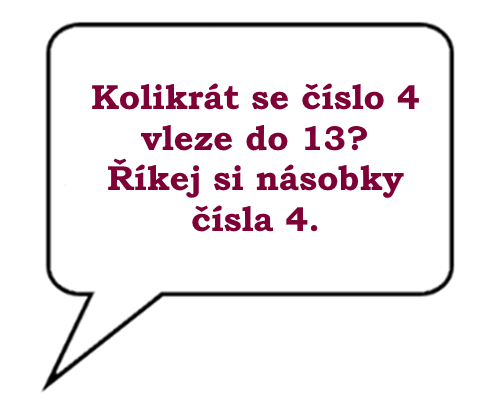 Kolikrát se číslo 4
vleze do 13?
Říkej si násobky
čísla 4.